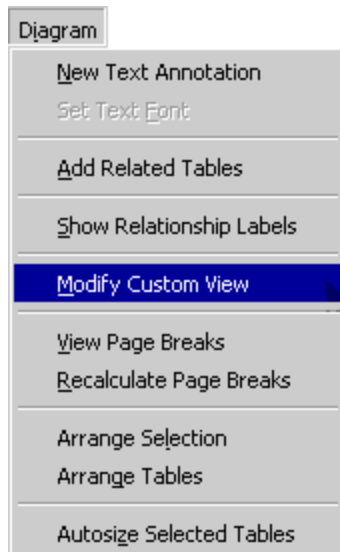 Diagram
New Text Annotation
Set Text Font
Add Related Tables
Show Relationship Labels
Modify Custom View
View Page Breaks
Recalculate Page Breaks
Arrange Selection
Arrange Tables
Autosize Selected Tables